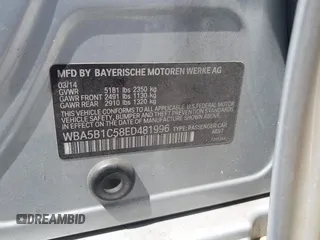 MFD BY BAYERISCHE MOTOREN WERKE AG
03/14
GVWR 5181 lbs 2350 kg
GAWR FRONT 2491 lbs 1130 kg
GAWR REAR 2910 lbs 1320 kg
THIS VEHICLE CONFORMS TO ALL APPLICABLE
U.S. FEDERAL MOTOR VEHICLE SAFETY,
BUMPER AND THEFT PREVENTION STANDARDS
IN EFFECT ON THE DATE OF
MANUFACTURE SHOWN ABOVE.
WBA5B1C58ED481996 TYPE: PASSENGER CAR
DREAMBID